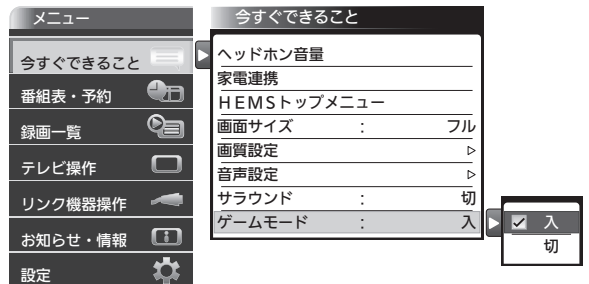 メニュー
今すぐできること
番組表・予約
録画一覧
テレビ操作
リンク機器操作
お知らせ・情報
設定
今すぐできること
ヘッドホン音量
家電連携
HEMSトップメニュー
画面サイズ : フル
画質設定
音声設定
サラウンド : 切
ゲームモード : 入
入
切